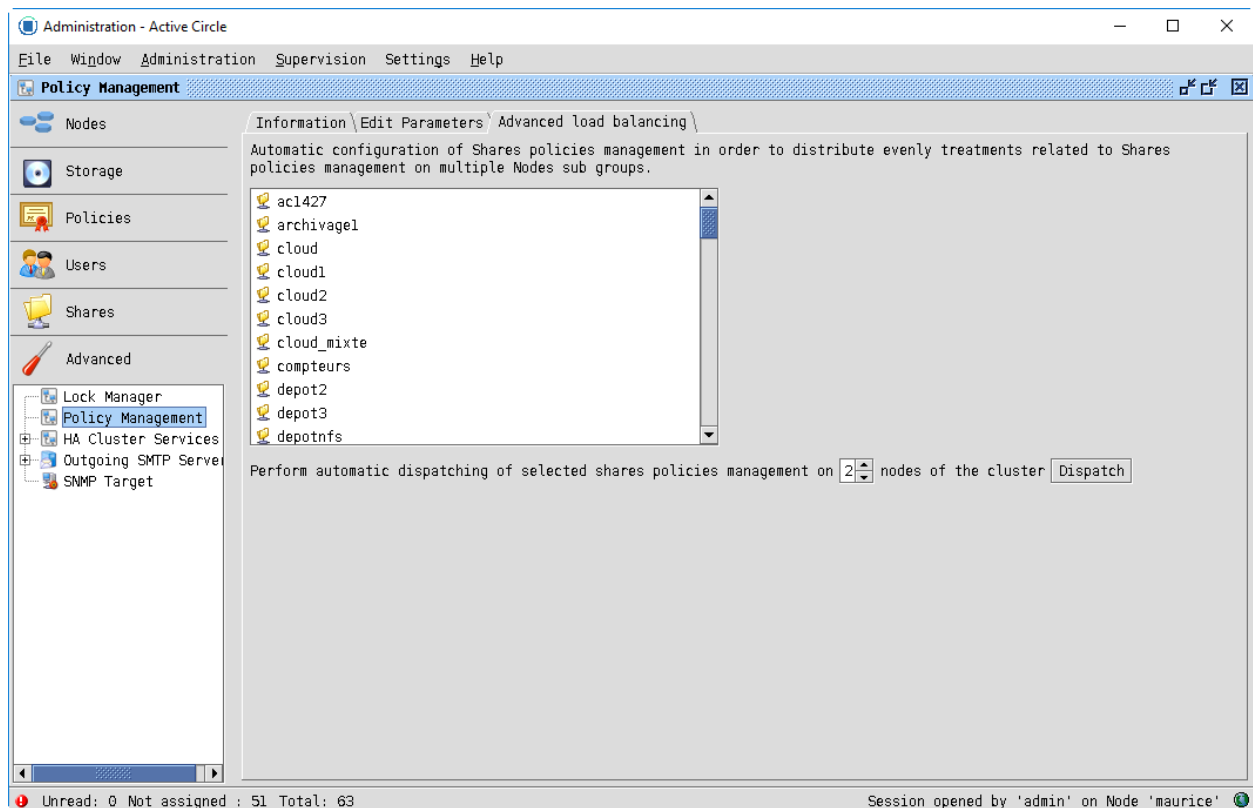 Administration - Active Circle
File Window Administration Supervision Settings Help
Policy Management
Nodes
Storage
Policies
Users
Shares
Advanced
Lock Manager
Policy Management
HA Cluster Services
Outgoing SMTP Server
SNMP Target
Information Edit Parameters Advanced load balancing
Automatic configuration of Shares policies management in order to distribute evenly treatments related to Shares
policies management on multiple Nodes sub groups.
acl427
archivage1
cloud
cloud1
cloud2
cloud3
cloud_mixte
compteurs
depot2
depot3
depotnfs
Perform automatic dispatching of selected shares policies management on 2 nodes of the cluster Dispatch
Unread: 0 Not assigned : 51 Total: 63
Session opened by 'admin' on Node 'maurice'